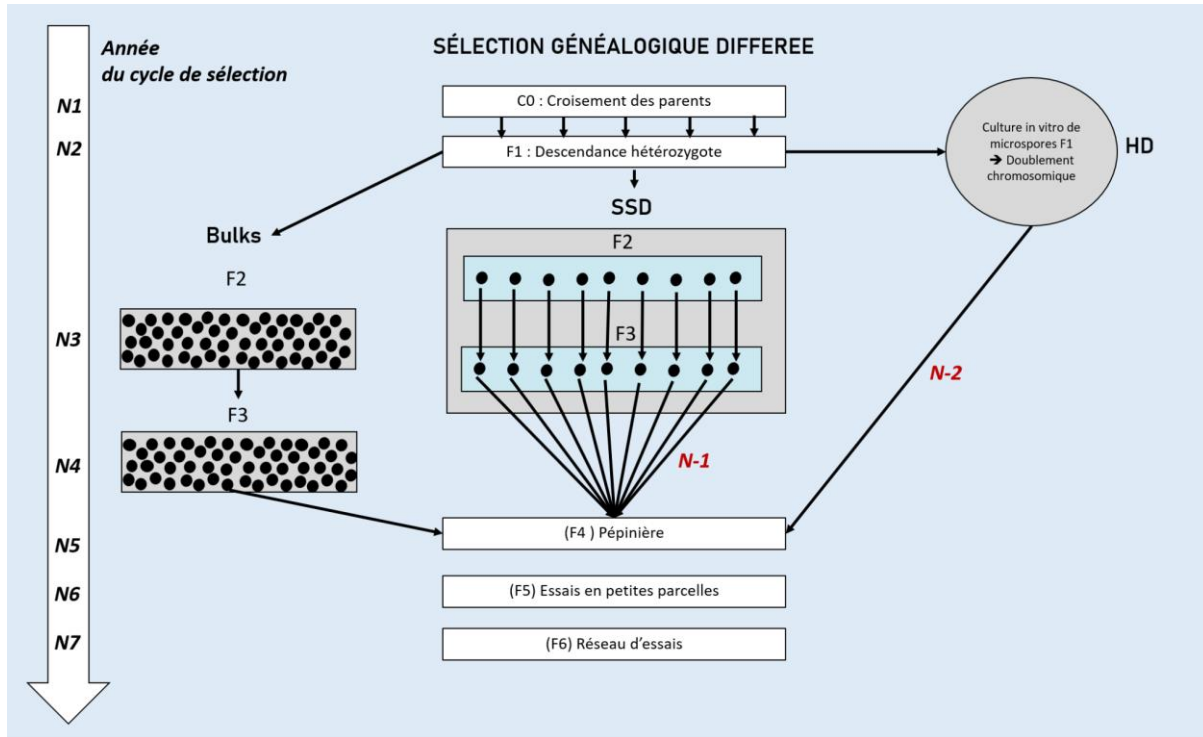 Année
du cycle de sélection
SÉLECTION GÉNÉALOGIQUE DIFFEREE
N1
C0 : Croisement des parents
N2
F1 : Descendance hétérozygote
Culture in vitro de
microspores F1
➔ Doublement
chromosomique
HD
SSD
Bulks
F2
F2
N3
F3
N-2
F3
N4
N-1
N5
(F4 ) Pépinière
N6
(F5) Essais en petites parcelles
N7
(F6) Réseau d'essais